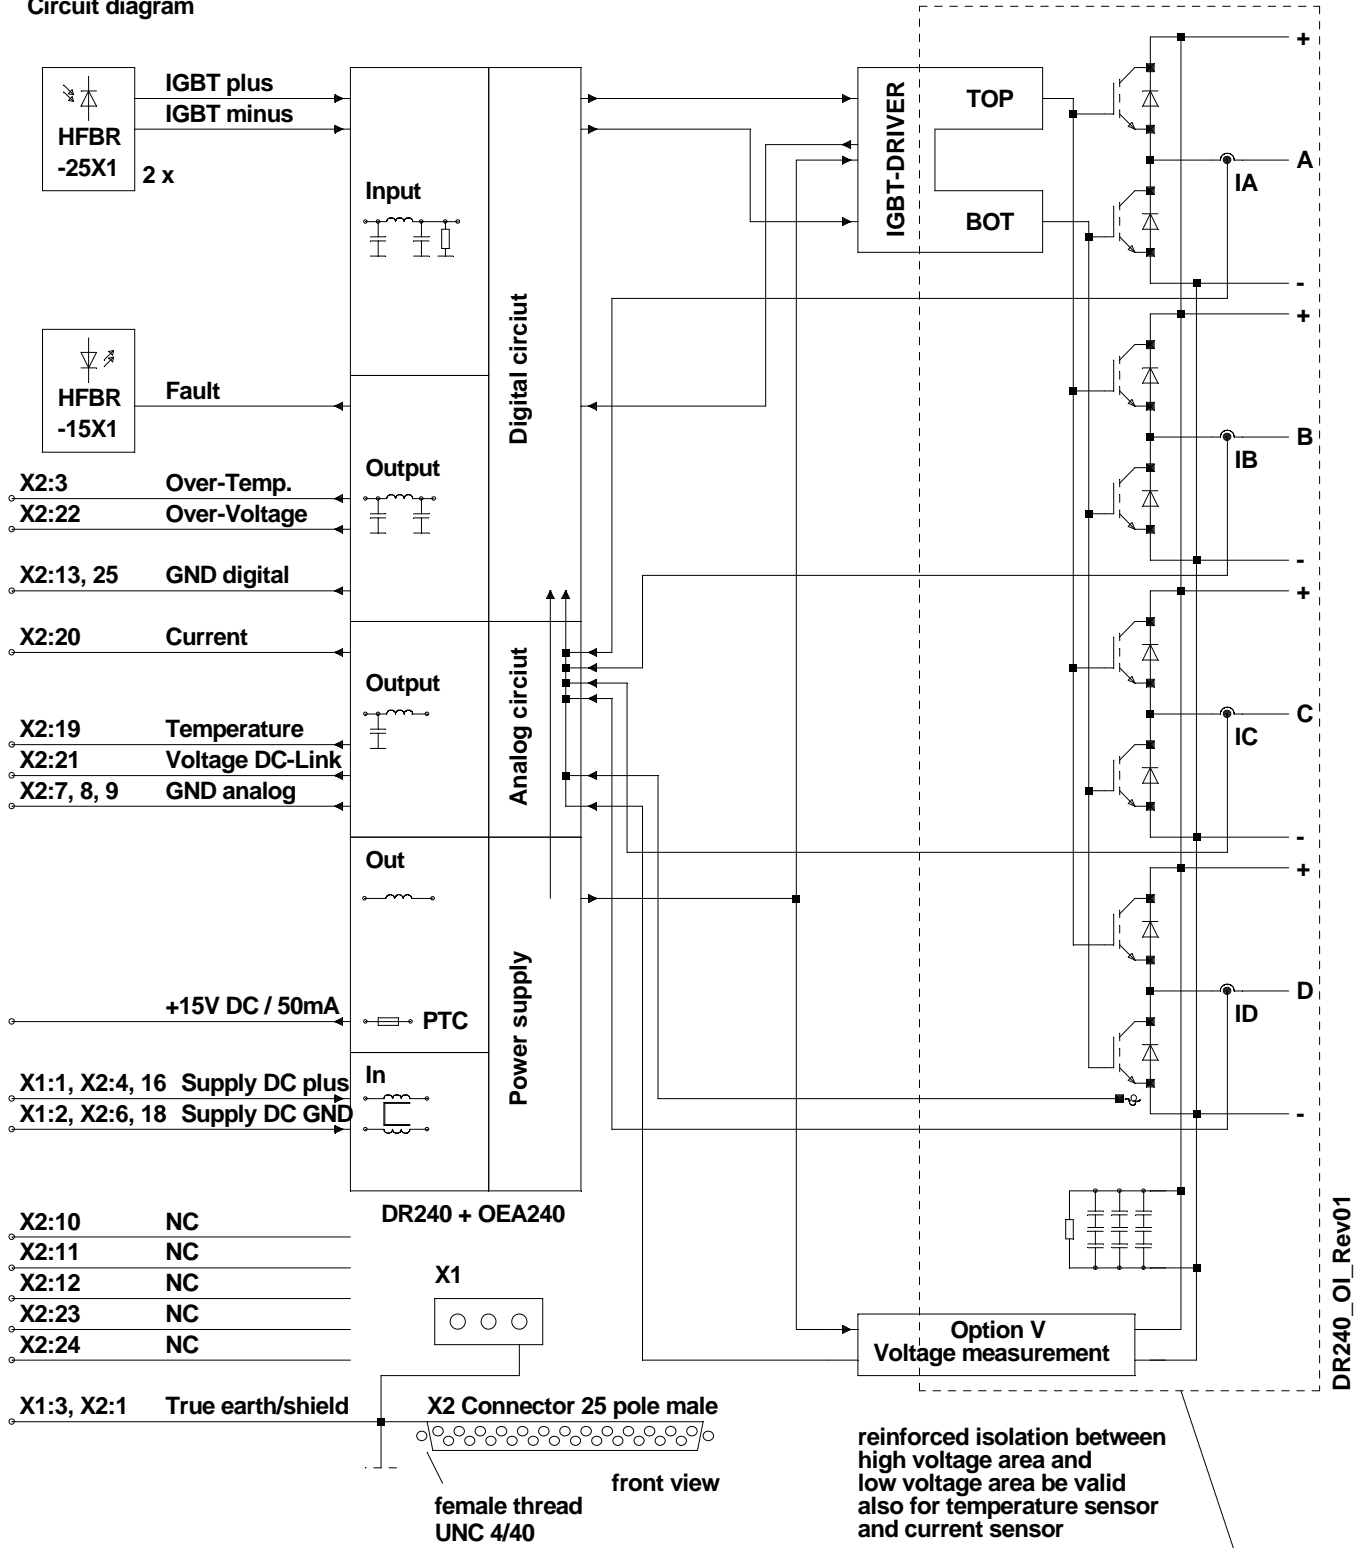 Circuit diagram
IGBT plus
IGBT minus
HFBR
-25X1
2 x
Input
Digital circiut
IGBT-DRIVER
TOP
BOT
+
A
IA
-
HFBR
-15X1
Fault
Output
X2:3 Over-Temp.
X2:22 Over-Voltage
X2:13, 25 GND digital
+
B
IB
-
X2:20 Current
Output
Analog circiut
X2:19 Temperature
X2:21 Voltage DC-Link
X2:7, 8, 9 GND analog
+
C
IC
-
Out
+15V DC / 50mA
PTC
Power supply
In
X1:1, X2:4, 16 Supply DC plus
X1:2, X2:6, 18 Supply DC GND
+
D
ID
-
ϑ
DR240 + OEA240
X2:10 NC
X2:11 NC
X2:12 NC
X2:23 NC
X2:24 NC
X1
Option V
Voltage measurement
DR240_OI_Rev01
X1:3, X2:1 True earth/shield
X2 Connector 25 pole male
front view
female thread
UNC 4/40
reinforced isolation between
high voltage area and
low voltage area be valid
also for temperature sensor
and current sensor